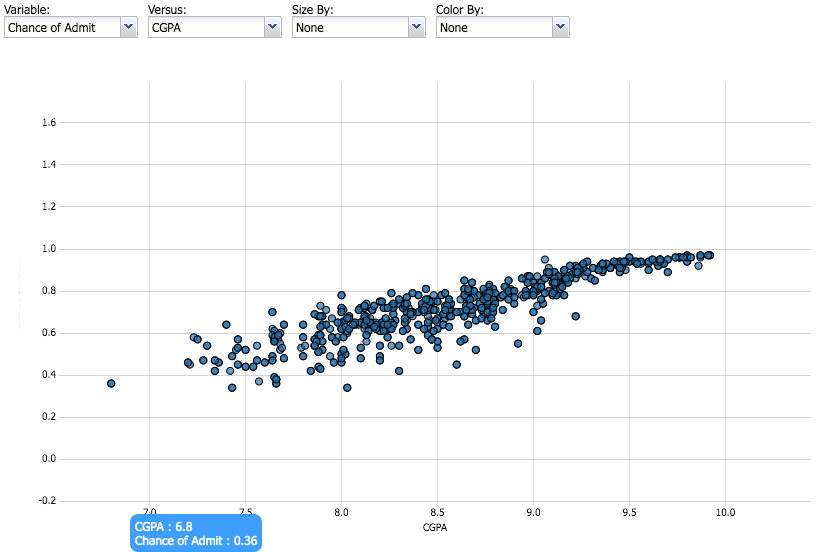 Variable: Versus: Size By: Color By:
Chance of Admit CGPA None None
1.6
1.4
1.2
1.0
0.8
0.6
0.4
0.2
0.0
-0.2
7.0 7.5 8.0 8.5 9.0 9.5 10.0
CGPA
CGPA : 6.8
Chance of Admit : 0.36